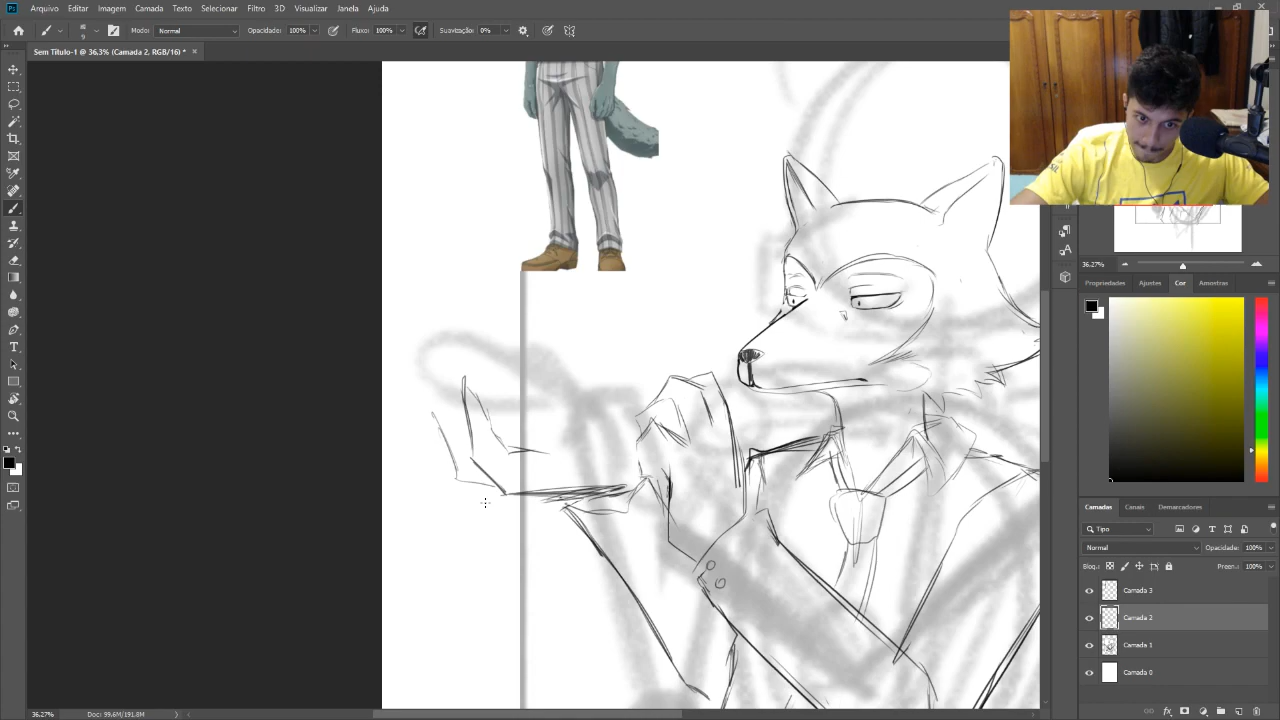 Ps Arquivo Editar Imagem Camada Texto Selecionar Filtro 3D Visualizar Janela Ajuda
9 Modo: Normal Opacidade: 100% Fluxo: 100% Suavização: 0%
Sem Título-1 @ 36,3% (Camada 2, RGB/16) *
36.27%
Propriedades Ajustes Cor Amostras
Camadas Canais Demarcadores
Tipo
Normal Opacidade: 100%
Bloq.: Preen.: 100%
Camada 3
Camada 2
Camada 1
Camada 0
36.27% Doc: 99.6M/191.8M